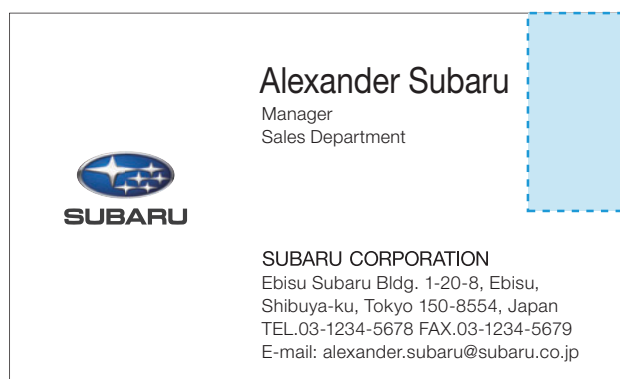 Alexander Subaru
Manager
Sales Department
SUBARU
SUBARU CORPORATION
Ebisu Subaru Bldg. 1-20-8, Ebisu,
Shibuya-ku, Tokyo 150-8554, Japan
TEL.03-1234-5678 FAX.03-1234-5679
E-mail: alexander.subaru@subaru.co.jp